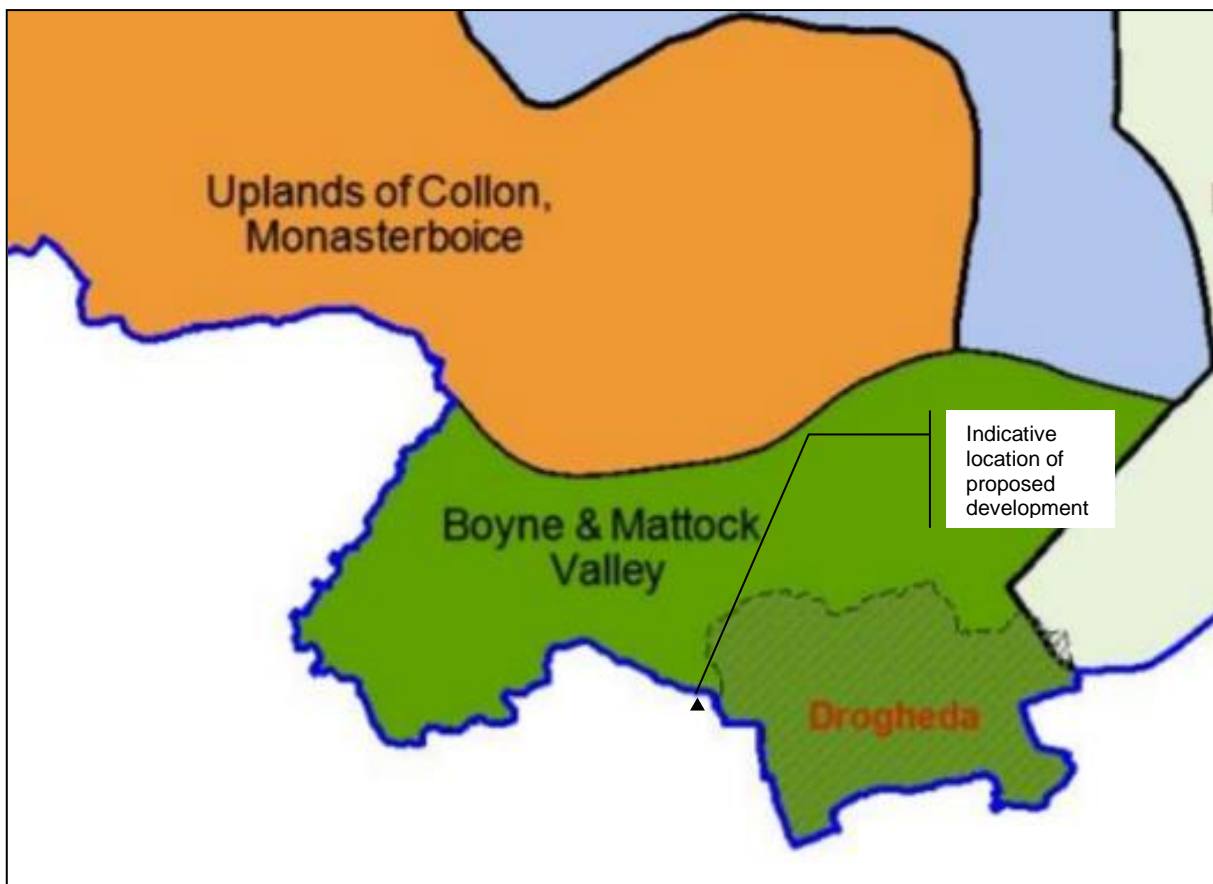 Uplands of Collon,
Monasterboice
Indicative
location of
proposed
development
Boyne & Mattock
Valley
Drogheda